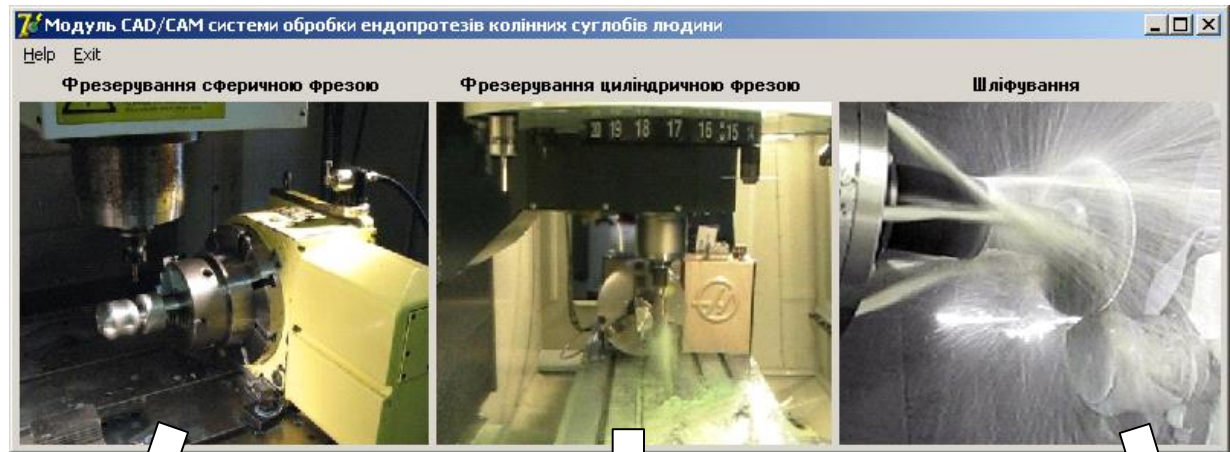 Модуль CAD/CAM системи обробки ендопротезів колінних суглобів людини
Help Exit
Фрезерування сферичною фрезою Фрезерування циліндричною фрезою Шліфування
20 19 18 17 16 15 14